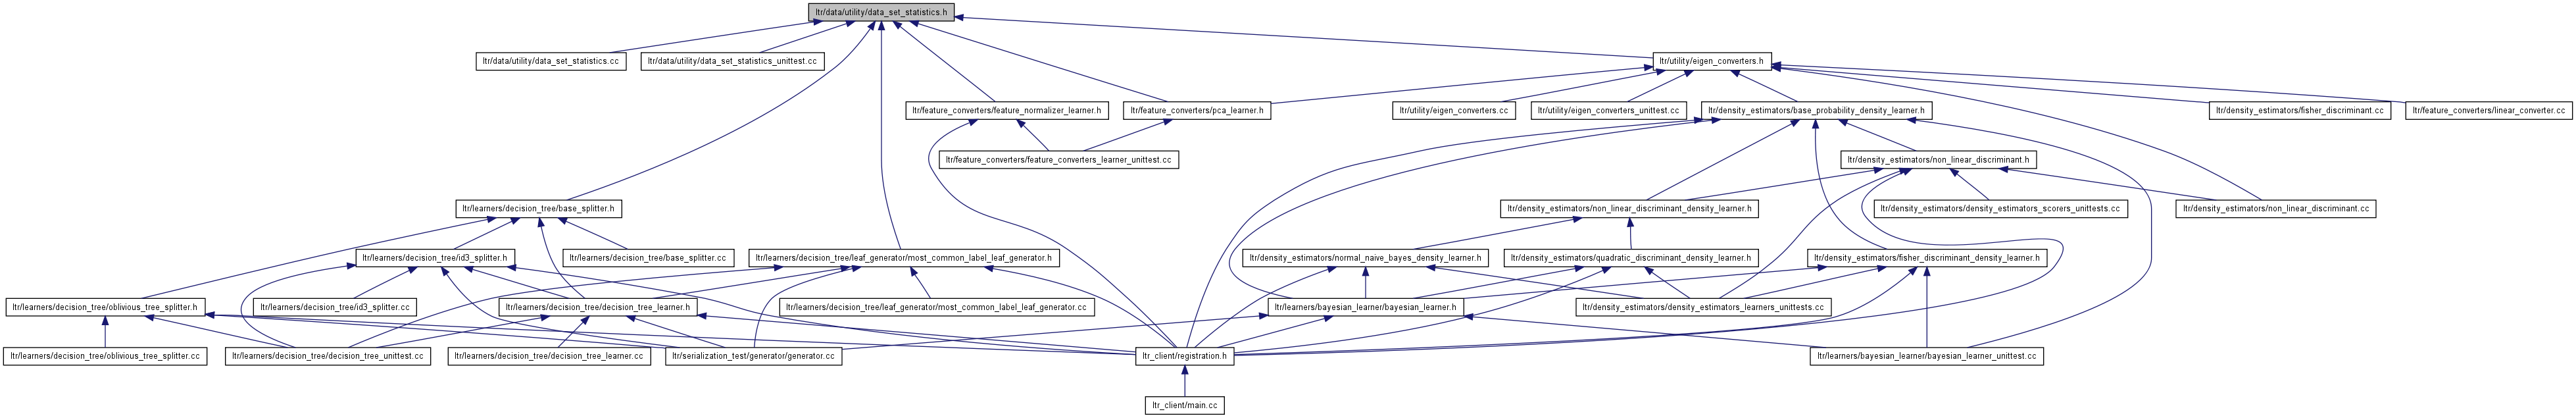 ltr/data/utility/data_set_statistics.h
ltr/data/utility/data_set_statistics.cc
ltr/data/utility/data_set_statistics_unittest.cc
ltr/utility/eigen_converters.h
ltr/feature_converters/feature_normalizer_learner.h
ltr/feature_converters/pca_learner.h
ltr/utility/eigen_converters.cc
ltr/utility/eigen_converters_unittest.cc
ltr/density_estimators/base_probability_density_learner.h
ltr/density_estimators/fisher_discriminant.cc
ltr/feature_converters/linear_converter.cc
ltr/feature_converters/feature_converters_learner_unittest.cc
ltr/density_estimators/non_linear_discriminant.h
ltr/learners/decision_tree/base_splitter.h
ltr/density_estimators/non_linear_discriminant_density_learner.h
ltr/density_estimators/density_estimators_scorers_unittests.cc
ltr/density_estimators/non_linear_discriminant.cc
ltr/learners/decision_tree/id3_splitter.h
ltr/learners/decision_tree/base_splitter.cc
ltr/learners/decision_tree/leaf_generator/most_common_label_leaf_generator.h
ltr/density_estimators/normal_naive_bayes_density_learner.h
ltr/density_estimators/quadratic_discriminant_density_learner.h
ltr/density_estimators/fisher_discriminant_density_learner.h
ltr/learners/decision_tree/oblivious_tree_splitter.h
ltr/learners/decision_tree/id3_splitter.cc
ltr/learners/decision_tree/decision_tree_learner.h
ltr/learners/decision_tree/leaf_generator/most_common_label_leaf_generator.cc
ltr/learners/bayesian_learner/bayesian_learner.h
ltr/density_estimators/density_estimators_learners_unittests.cc
ltr/learners/decision_tree/oblivious_tree_splitter.cc
ltr/learners/decision_tree/decision_tree_unittest.cc
ltr/learners/decision_tree/decision_tree_learner.cc
ltr/serialization_test/generator/generator.cc
ltr_client/registration.h
ltr/learners/bayesian_learner/bayesian_learner_unittest.cc
ltr_client/main.cc